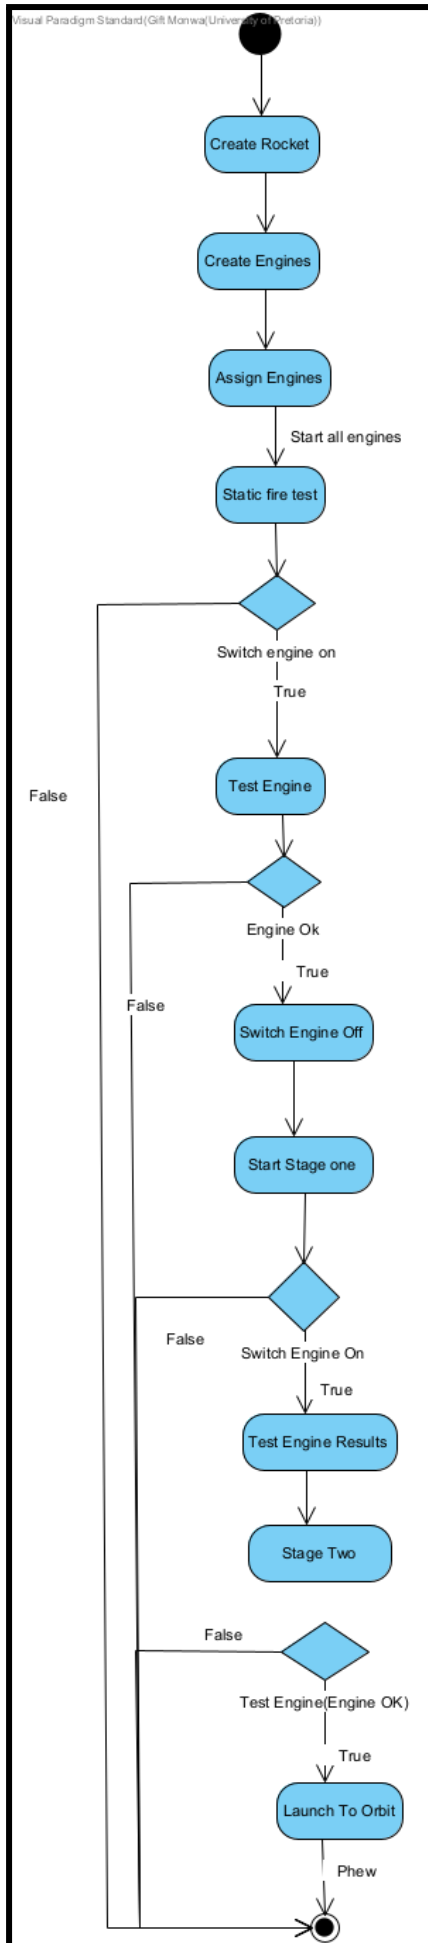 Visual Paradigm Standard(Gift Monwa(University of Pretoria))
Create Rocket
Create Engines
Assign Engines
Start all engines
Static fire test
Switch engine on
True
Test Engine
False
Engine Ok
True
False
Switch Engine Off
Start Stage one
False
Switch Engine On
True
Test Engine Results
Stage Two
False
Test Engine(Engine OK)
True
Launch To Orbit
Phew